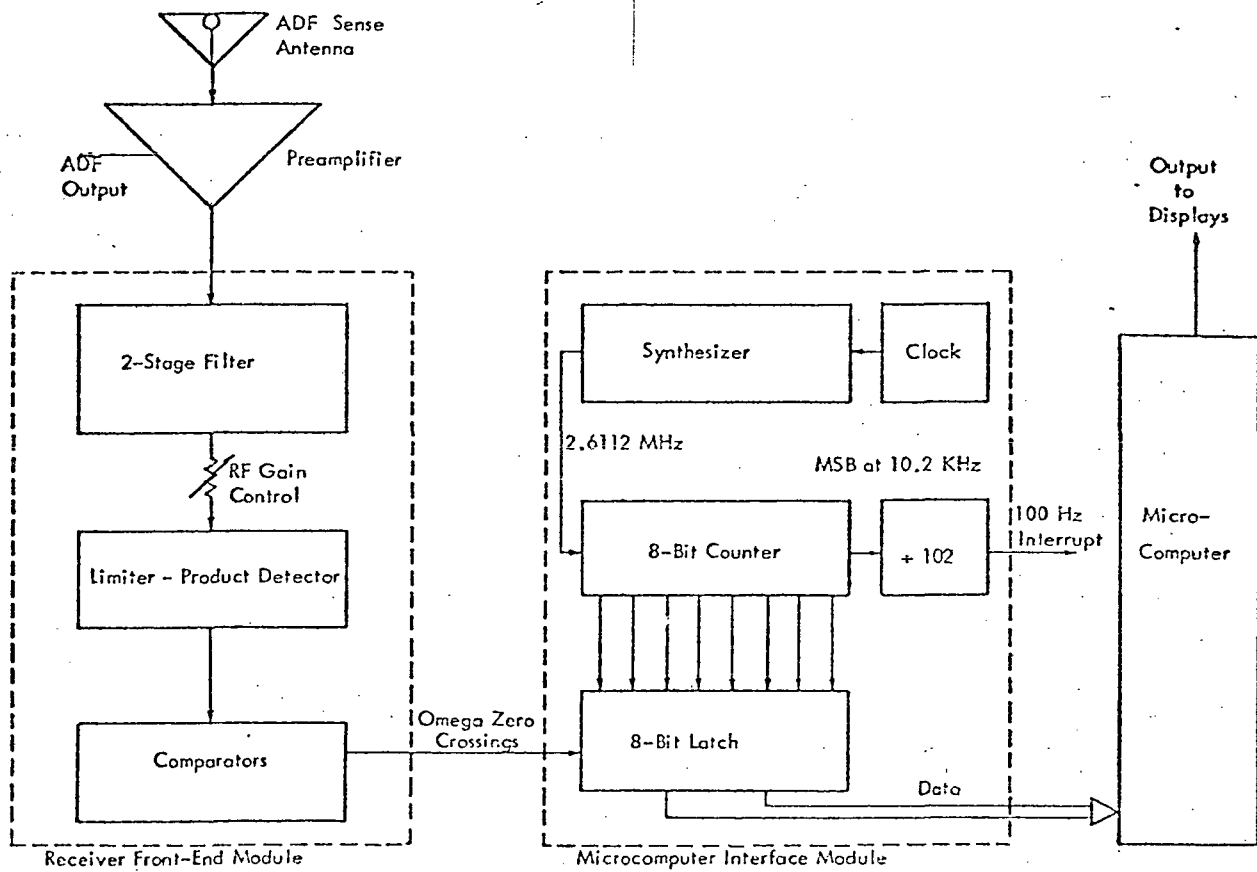 ADF Sense
Antenna
Preamplifier
ADF
Output
Output
to
Displays
2-Stage Filter
Synthesizer
Clock
2.6112 MHz
MSB at 10.2 KHz
RF Gain
Control
100 Hz
Interrupt
Micro-
Computer
8-Bit Counter
÷ 102
Limiter - Product Detector
Omega Zero
Crossings
8-Bit Latch
Comparators
Data
Receiver Front-End Module
Microcomputer Interface Module